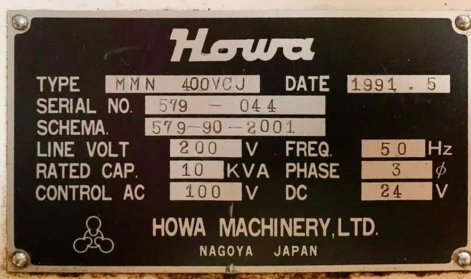 Howa
TYPE MMN 400VCJ DATE 1991.5
SERIAL NO. 579 - 044
SCHEMA. 579-90-2001
LINE VOLT 200 V FREQ. 50 Hz
RATED CAP. 10 KVA PHASE 3 ϕ
CONTROL AC 100 V DC 24 V
HOWA MACHINERY, LTD.
NAGOYA JAPAN